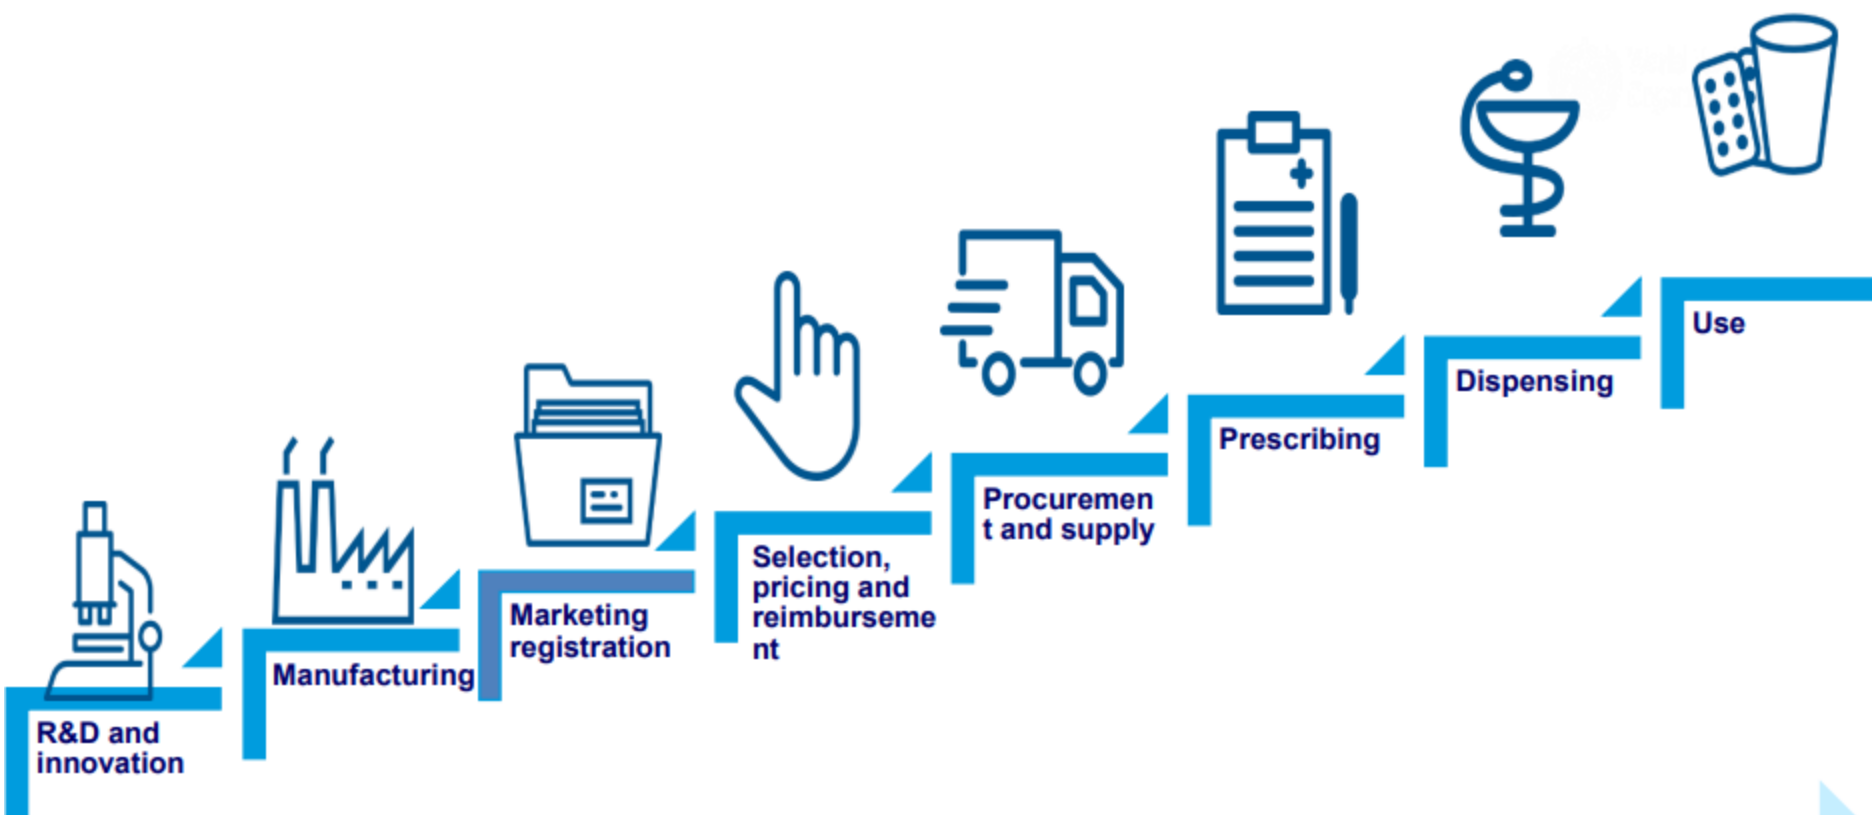 R&D and
innovation
Manufacturing
Marketing
registration
Selection,
pricing and
reimburseme
nt
Procuremen
t and supply
Prescribing
Dispensing
Use